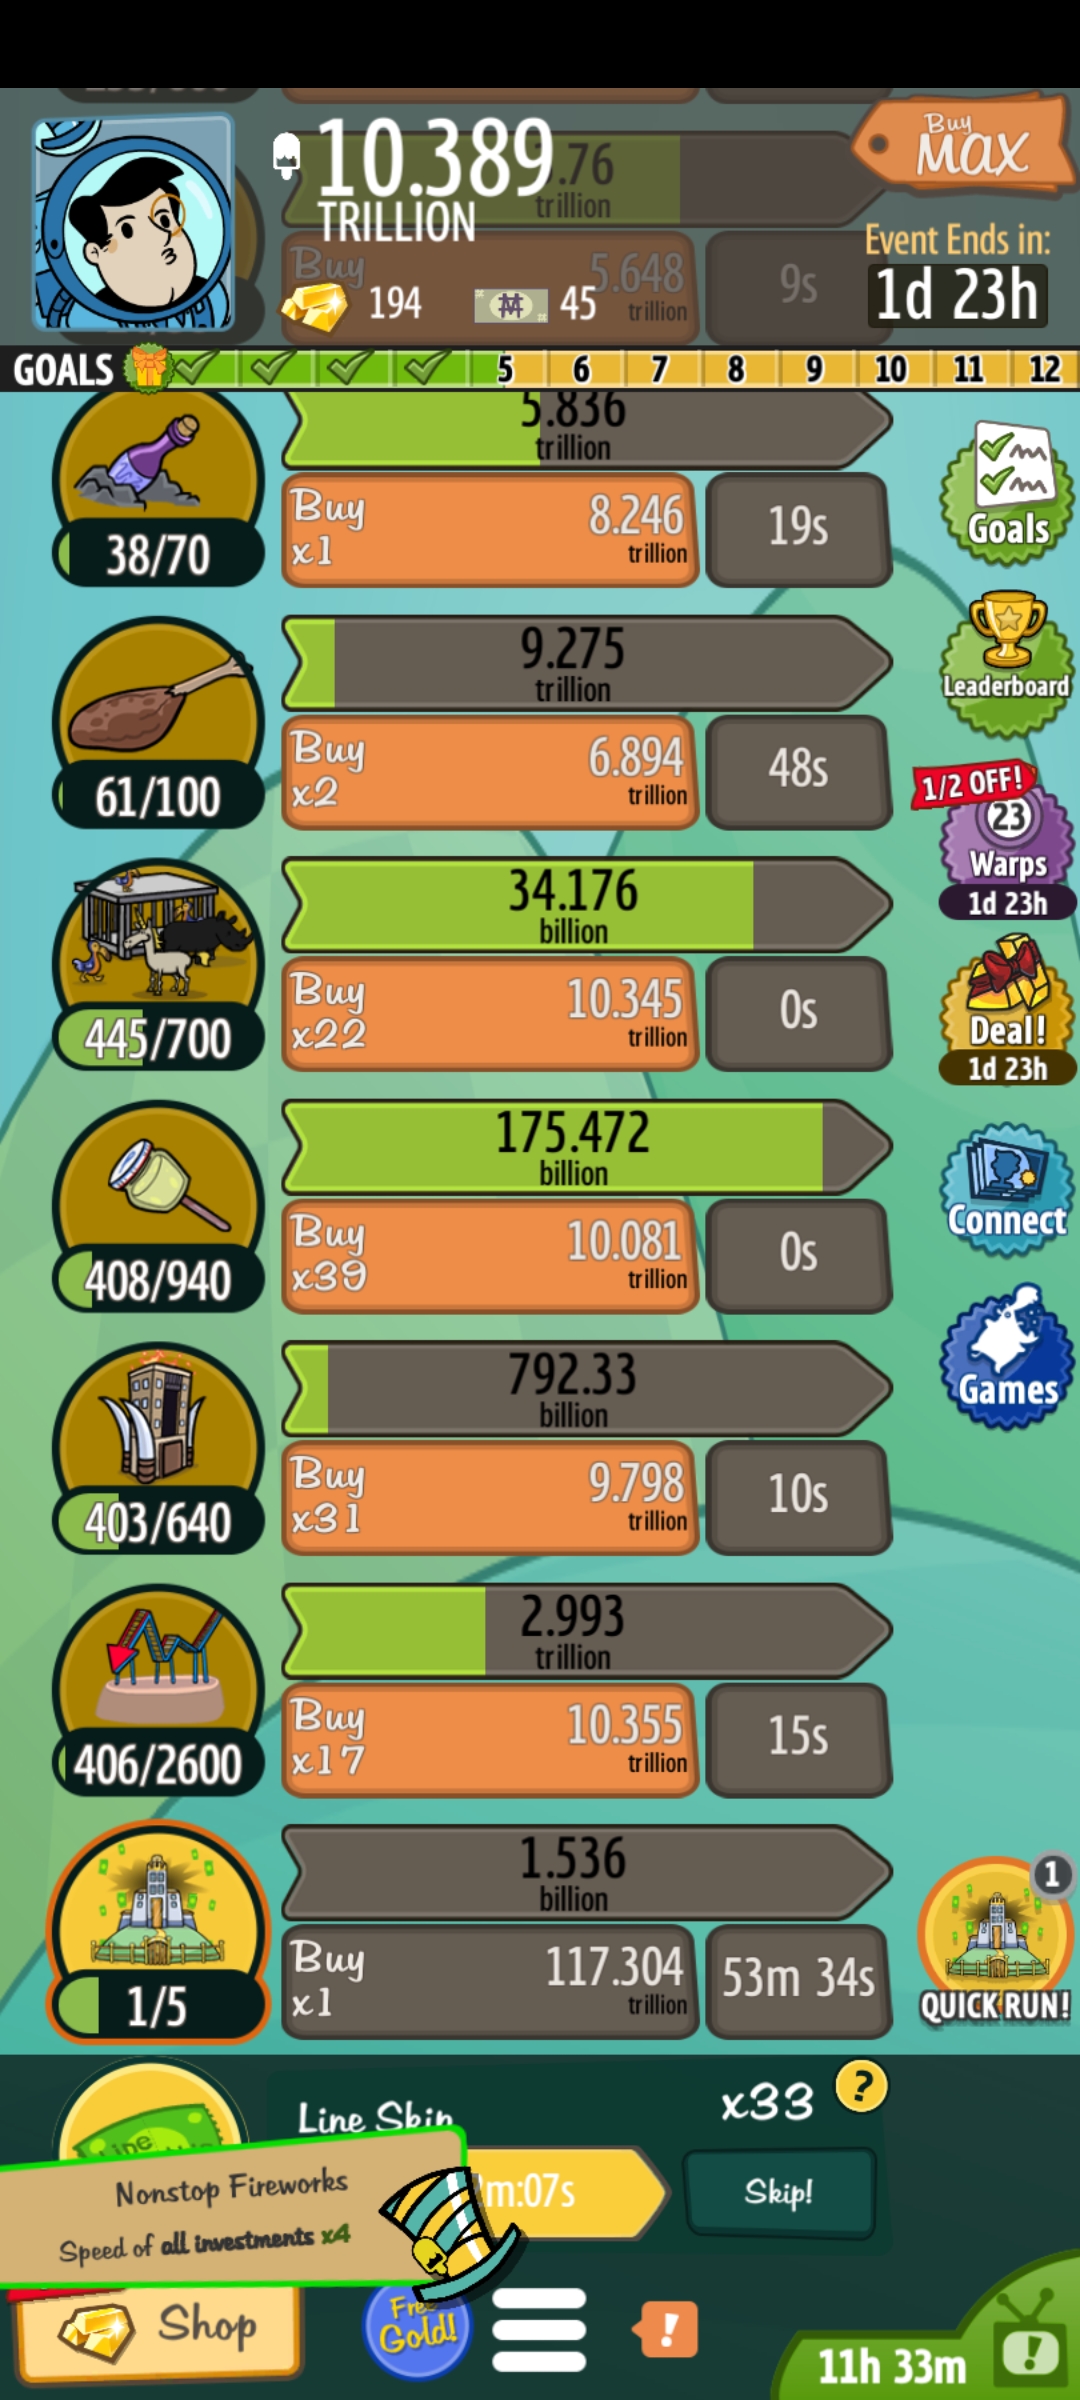 Buy
MAX
10.389
TRILLION
.76
trillion
Buy
5.648
trillion
9s
194
45
Event Ends in:
1d 23h
GOALS
5 6 7 8 9 10 11 12
5.836
trillion
Buy
x1
8.246
trillion
19s
38/70
Goals
9.275
trillion
Buy
x2
6.894
trillion
48s
61/100
Leaderboard
1/2 OFF!
23
Warps
1d 23h
34.176
billion
Buy
x22
10.345
trillion
0s
445/700
Deal!
1d 23h
175.472
billion
Buy
x39
10.081
trillion
0s
408/940
Connect
792.33
billion
Buy
x31
9.798
trillion
10s
403/640
Games
2.993
trillion
Buy
x17
10.355
trillion
15s
406/2600
1.536
billion
Buy
x1
117.304
trillion
53m 34s
1/5
1
QUICK RUN!
Line Skip
x33
?
m:07s
Skip!
Nonstop Fireworks
Speed of all investments x4
Shop
Free
Gold!
!
11h 33m
!